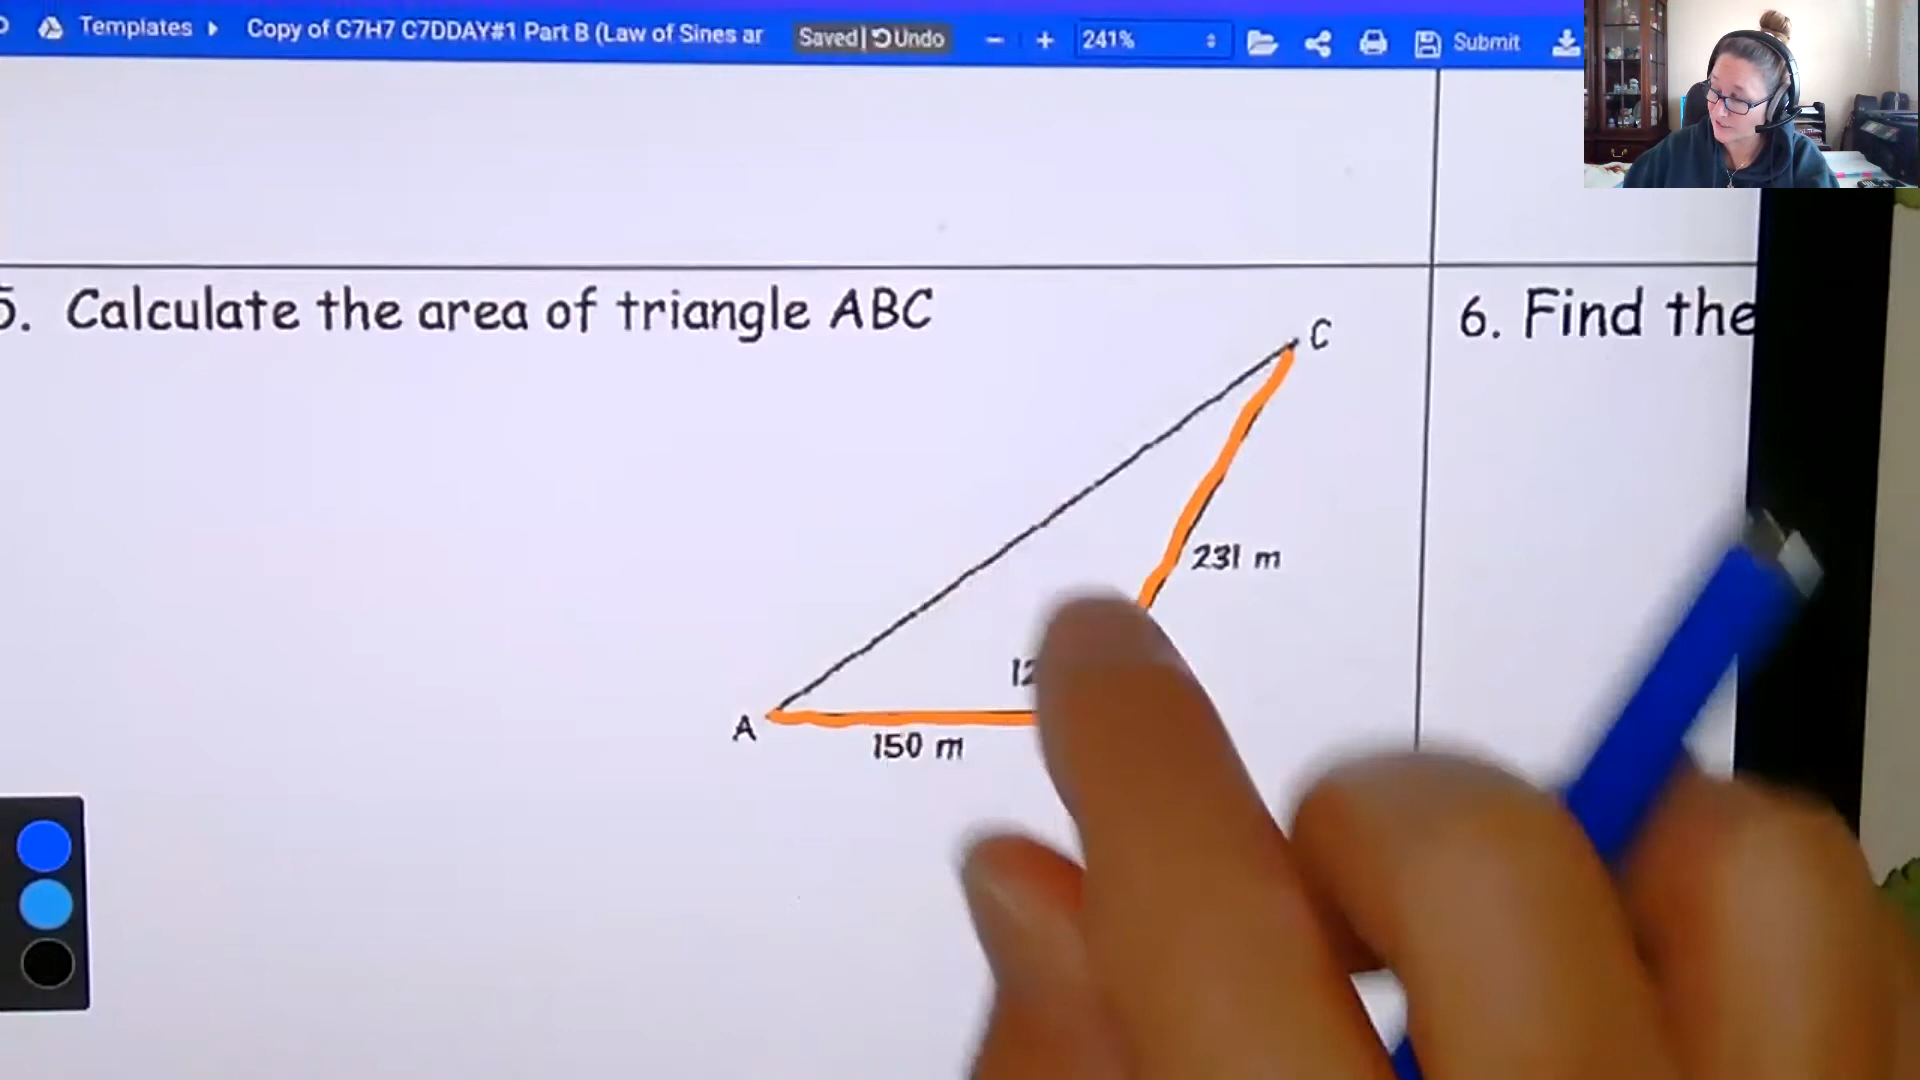 Templates Copy of C7H7 C7DDAY#1 Part B (Law of Sines ar Saved Undo 241% Submit
5. Calculate the area of triangle ABC
6. Find the
C
231 m
12
A
150 m